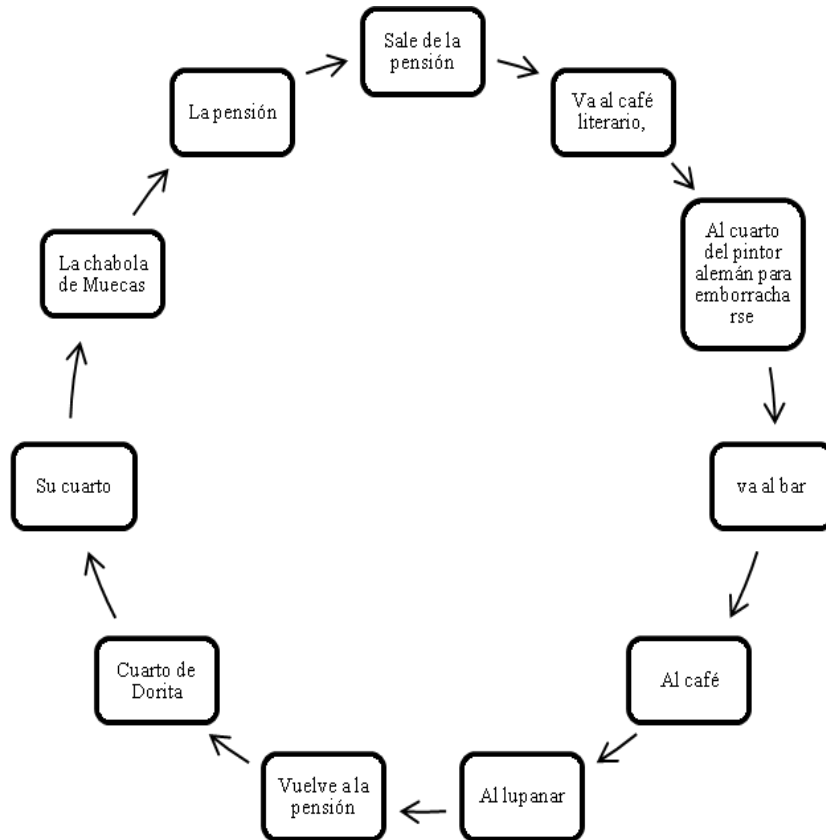 Sale de la
pensión
Va al café
literario,
Al cuarto
del pintor
alemán para
emborracha
rse
va al bar
Al café
Al lupanar
Vuelve a la
pensión
Cuarto de
Dorita
Su cuarto
La chabola
de Muecas
La pensión